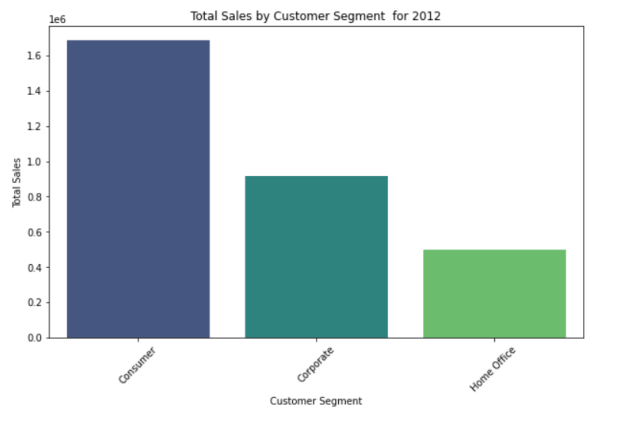 Total Sales by Customer Segment  for 2012
1e6
1.6
1.4
1.2
1.0
0.8
0.6
0.4
0.2
0.0
Total Sales
Consumer
Corporate
Home Office
Customer Segment